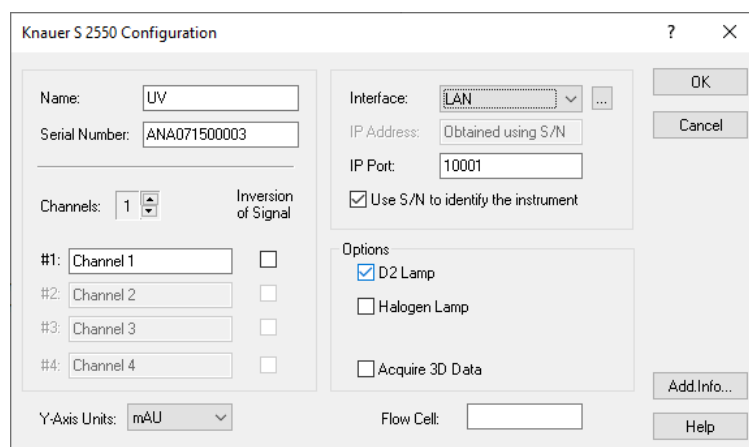 Knauer S 2550 Configuration
Name: UV
Serial Number: ANA071500003
Channels: 1
Inversion
of Signal
#1: Channel 1
#2: Channel 2
#3: Channel 3
#4: Channel 4
Y-Axis Units: mAU
Interface: LAN ...
IP Address: Obtained using S/N
IP Port: 10001
Use S/N to identify the instrument
Options
D2 Lamp
Halogen Lamp
Acquire 3D Data
Flow Cell:
OK
Cancel
Add.Info...
Help